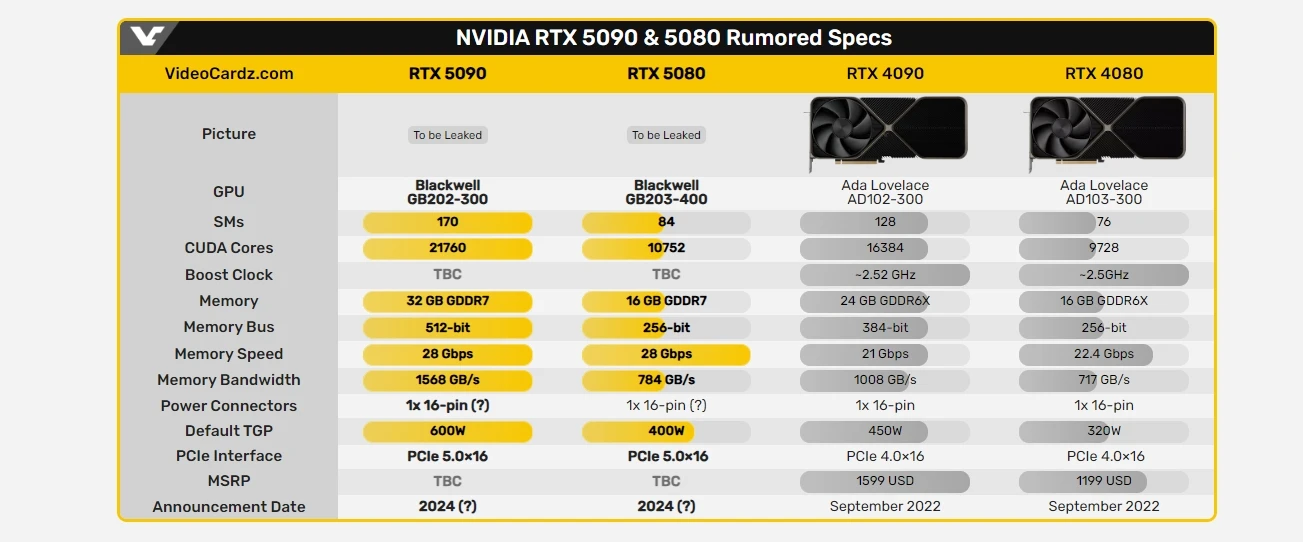 NVIDIA RTX 5090 & 5080 Rumored Specs
VideoCardz.com RTX 5090 RTX 5080 RTX 4090 RTX 4080
Picture To be Leaked To be Leaked
GPU Blackwell GB202-300 Blackwell GB203-400 Ada Lovelace AD102-300 Ada Lovelace AD103-300
SMs 170 84 128 76
CUDA Cores 21760 10752 16384 9728
Boost Clock TBC TBC ~2.52 GHz ~2.5GHz
Memory 32 GB GDDR7 16 GB GDDR7 24 GB GDDR6X 16 GB GDDR6X
Memory Bus 512-bit 256-bit 384-bit 256-bit
Memory Speed 28 Gbps 28 Gbps 21 Gbps 22.4 Gbps
Memory Bandwidth 1568 GB/s 784 GB/s 1008 GB/s 717 GB/s
Power Connectors 1x 16-pin (?) 1x 16-pin (?) 1x 16-pin 1x 16-pin
Default TGP 600W 400W 450W 320W
PCIe Interface PCIe 5.0×16 PCIe 5.0×16 PCIe 4.0×16 PCIe 4.0×16
MSRP TBC TBC 1599 USD 1199 USD
Announcement Date 2024 (?) 2024 (?) September 2022 September 2022